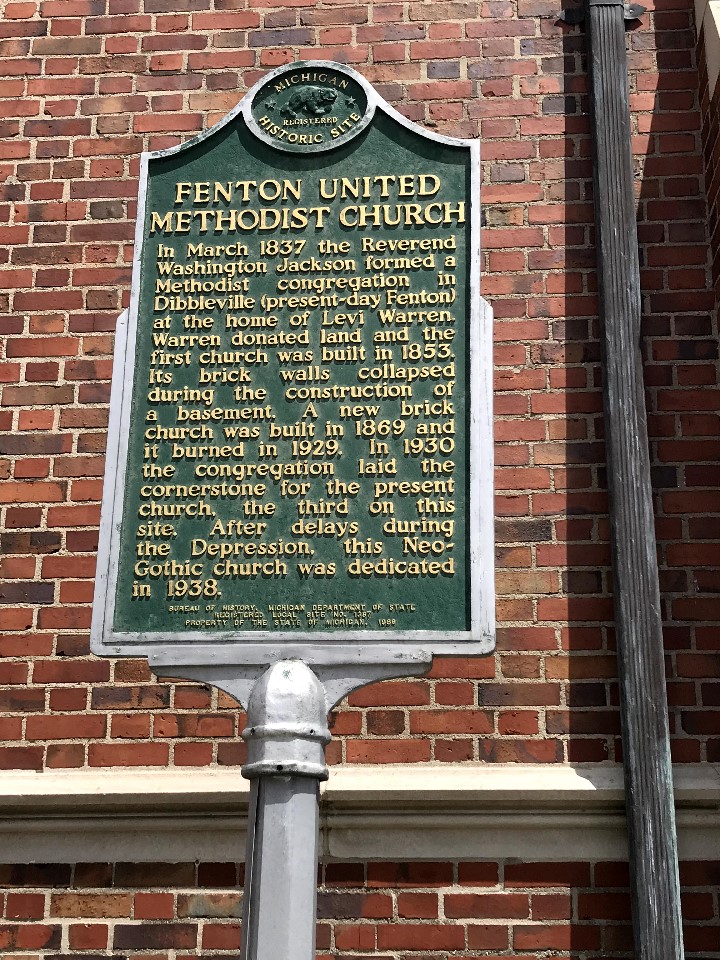 MICHIGAN
REGISTERED
HISTORIC SITE
FENTON UNITED
METHODIST CHURCH
In March 1837 the Reverend
Washington Jackson formed a
Methodist congregation in
Dibbleville (present-day Fenton)
at the home of Levi Warren.
Warren donated land and the
first church was built in 1853.
Its brick walls collapsed
during the construction of
a basement. A new brick
church was built in 1869 and
it burned in 1929. In 1930
the congregation laid the
cornerstone for the present
church, the third on this
site. After delays during
the Depression, this Neo-
Gothic church was dedicated
in 1938.
BUREAU OF HISTORY, MICHIGAN DEPARTMENT OF STATE
REGISTERED LOCAL SITE NO.
PROPERTY OF THE STATE OF MICHIGAN,